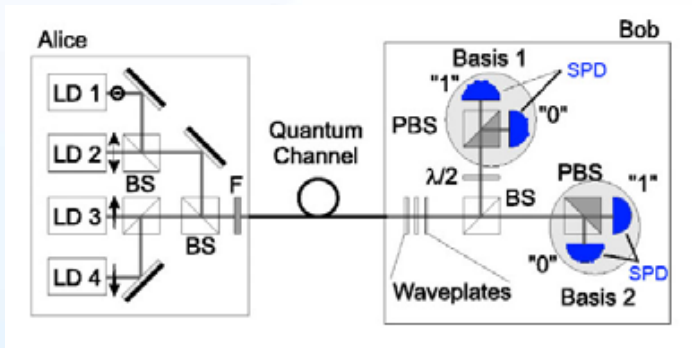 Alice
LD 1
LD 2
BS
LD 3
BS
F
LD 4
Quantum
Channel
Bob
Basis 1
SPD
"1"
"0"
PBS
λ/2
BS
PBS
"1"
"0"
SPD
Waveplates
Basis 2